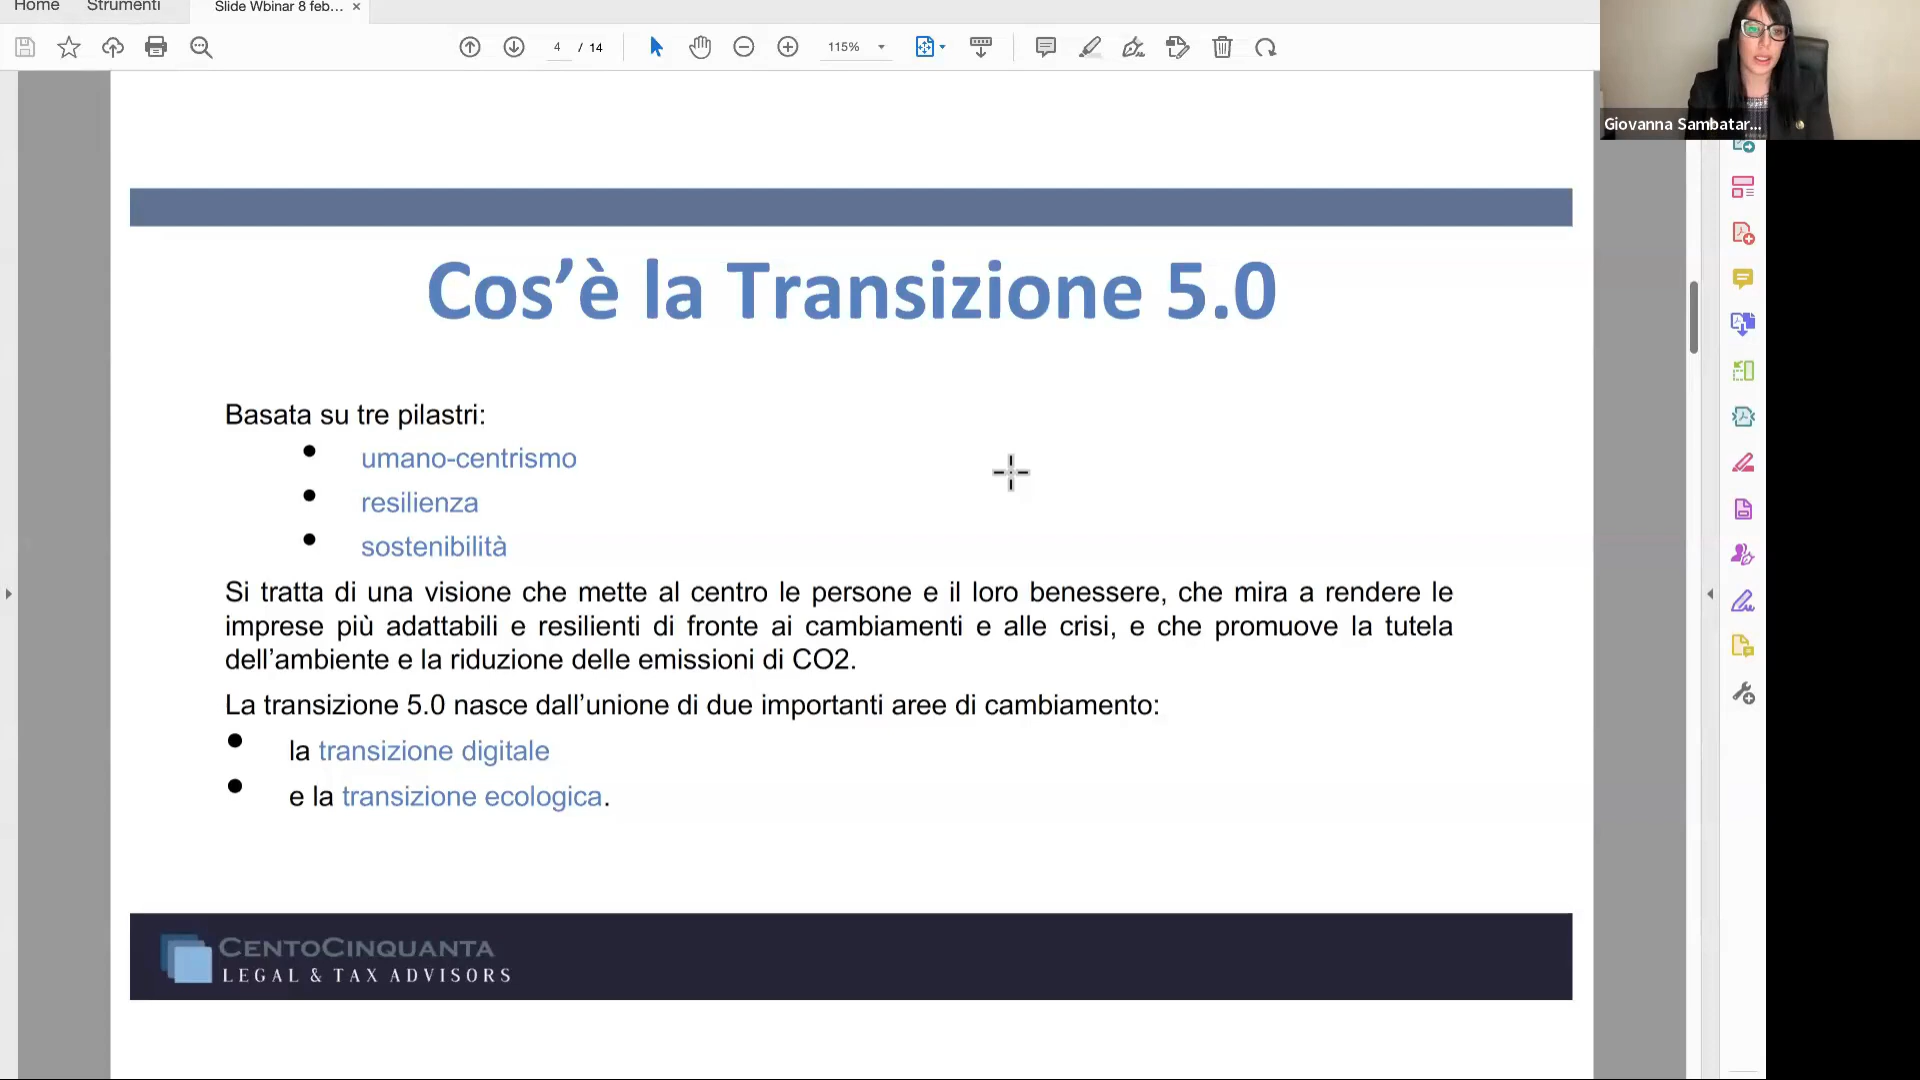 Home Strumenti Slide Wbinar 8 feb... ×
4 / 14 115%
Giovanna Sambatar...
Cos’è la Transizione 5.0
Basata su tre pilastri:
umano-centrismo
resilienza
sostenibilità
Si tratta di una visione che mette al centro le persone e il loro benessere, che mira a rendere le
imprese più adattabili e resilienti di fronte ai cambiamenti e alle crisi, e che promuove la tutela
dell’ambiente e la riduzione delle emissioni di CO2.
La transizione 5.0 nasce dall’unione di due importanti aree di cambiamento:
la transizione digitale
e la transizione ecologica.
CENTOCINQUANTA
LEGAL & TAX ADVISORS